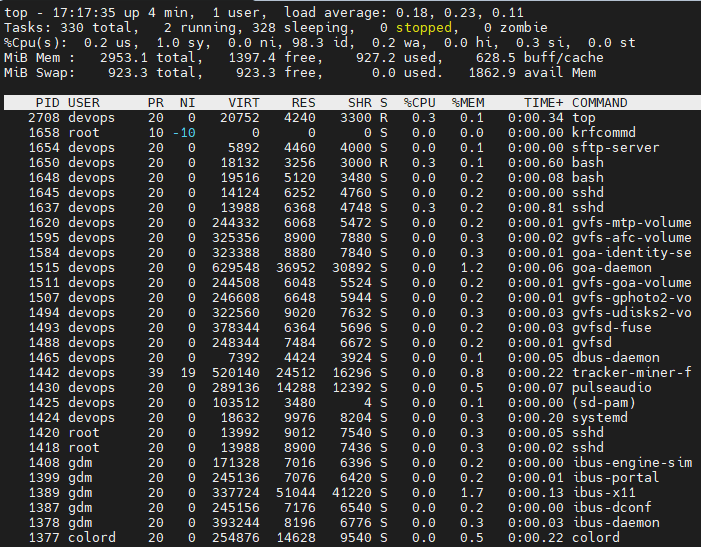 top - 17:17:35 up 4 min,  1 user,  load average: 0.18, 0.23, 0.11
Tasks: 330 total,   2 running, 328 sleeping,   0 stopped,   0 zombie
%Cpu(s):  0.2 us,  1.0 sy,  0.0 ni, 98.3 id,  0.2 wa,  0.0 hi,  0.3 si,  0.0 st
MiB Mem :   2953.1 total,   1397.4 free,    927.2 used,    628.5 buff/cache
MiB Swap:    923.3 total,    923.3 free,      0.0 used.   1862.9 avail Mem
PID USER      PR  NI    VIRT    RES    SHR S  %CPU  %MEM     TIME+ COMMAND
2708 devops    20   0   20752   4240   3300 R   0.3   0.1   0:00.34 top
1658 root      10 -10       0      0      0 S   0.0   0.0   0:00.00 krfcommd
1654 devops    20   0    5892   4460   4000 S   0.0   0.1   0:00.00 sftp-server
1650 devops    20   0   18132   3256   3000 R   0.3   0.1   0:00.60 bash
1648 devops    20   0   19516   5120   3480 S   0.0   0.2   0:00.08 bash
1645 devops    20   0   14124   6252   4760 S   0.0   0.2   0:00.00 sshd
1637 devops    20   0   13988   6368   4748 S   0.3   0.2   0:00.81 sshd
1620 devops    20   0  244332   6068   5472 S   0.0   0.2   0:00.01 gvfs-mtp-volume
1595 devops    20   0  325356   8900   7880 S   0.0   0.3   0:00.02 gvfs-afc-volume
1584 devops    20   0  323388   8880   7840 S   0.0   0.3   0:00.01 goa-identity-se
1515 devops    20   0  629548  36952  30892 S   0.0   1.2   0:00.06 goa-daemon
1511 devops    20   0  244508   6048   5524 S   0.0   0.2   0:00.01 gvfs-goa-volume
1507 devops    20   0  246608   6648   5944 S   0.0   0.2   0:00.01 gvfs-gphoto2-vo
1494 devops    20   0  322560   9020   7632 S   0.0   0.3   0:00.03 gvfs-udisks2-vo
1493 devops    20   0  378344   6364   5696 S   0.0   0.2   0:00.03 gvfsd-fuse
1488 devops    20   0  248344   7484   6672 S   0.0   0.2   0:00.01 gvfsd
1465 devops    20   0    7392   4424   3924 S   0.0   0.1   0:00.05 dbus-daemon
1442 devops    39  19  520140  24512  16296 S   0.0   0.8   0:00.22 tracker-miner-f
1430 devops    20   0  289136  14288  12392 S   0.0   0.5   0:00.07 pulseaudio
1425 devops    20   0  103512   3480      4 S   0.0   0.1   0:00.00 (sd-pam)
1424 devops    20   0   18632   9976   8204 S   0.0   0.3   0:00.20 systemd
1420 root      20   0   13992   9012   7540 S   0.0   0.3   0:00.05 sshd
1418 root      20   0   13988   8900   7436 S   0.0   0.3   0:00.02 sshd
1408 gdm       20   0  171328   7016   6396 S   0.0   0.2   0:00.00 ibus-engine-sim
1399 gdm       20   0  245136   7076   6420 S   0.0   0.2   0:00.01 ibus-portal
1389 gdm       20   0  337724  51044  41220 S   0.0   1.7   0:00.13 ibus-x11
1387 gdm       20   0  245156   7176   6540 S   0.0   0.2   0:00.00 ibus-dconf
1378 gdm       20   0  393244   8196   6776 S   0.0   0.3   0:00.03 ibus-daemon
1377 colord    20   0  254876  14628   9540 S   0.0   0.5   0:00.22 colord